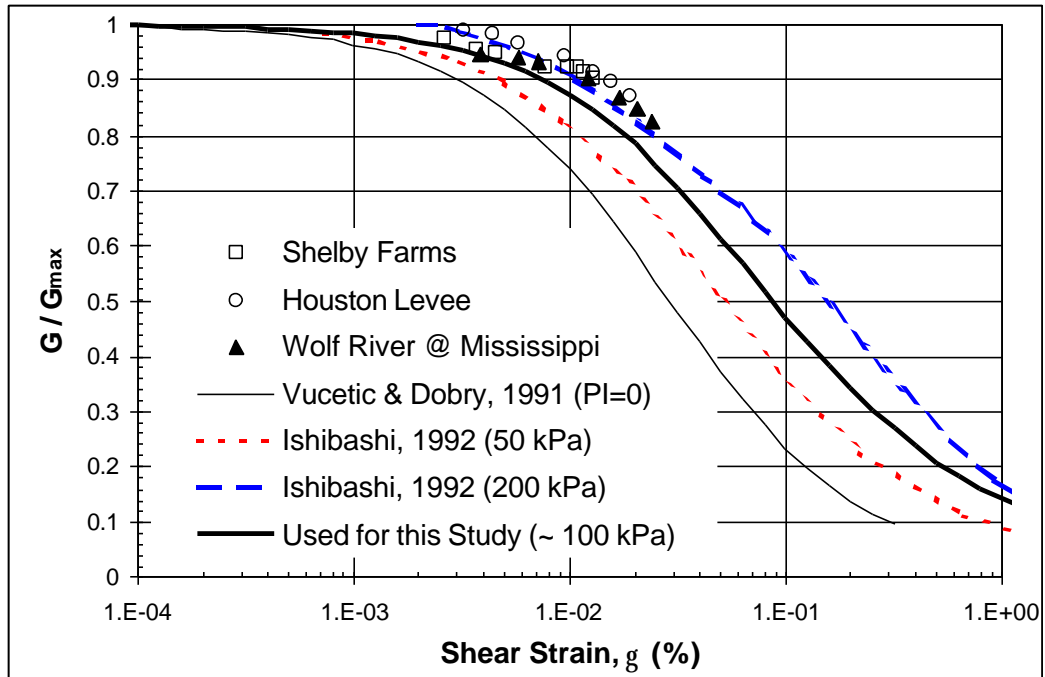 1
0.9
0.8
0.7
0.6
0.5
0.4
0.3
0.2
0.1
0
G / Gmax
Shelby Farms
Houston Levee
Wolf River @ Mississippi
Vucetic & Dobry, 1991 (PI=0)
Ishibashi, 1992 (50 kPa)
Ishibashi, 1992 (200 kPa)
Used for this Study (~ 100 kPa)
1.E-04 1.E-03 1.E-02 1.E-01 1.E+00
Shear Strain, g (%)